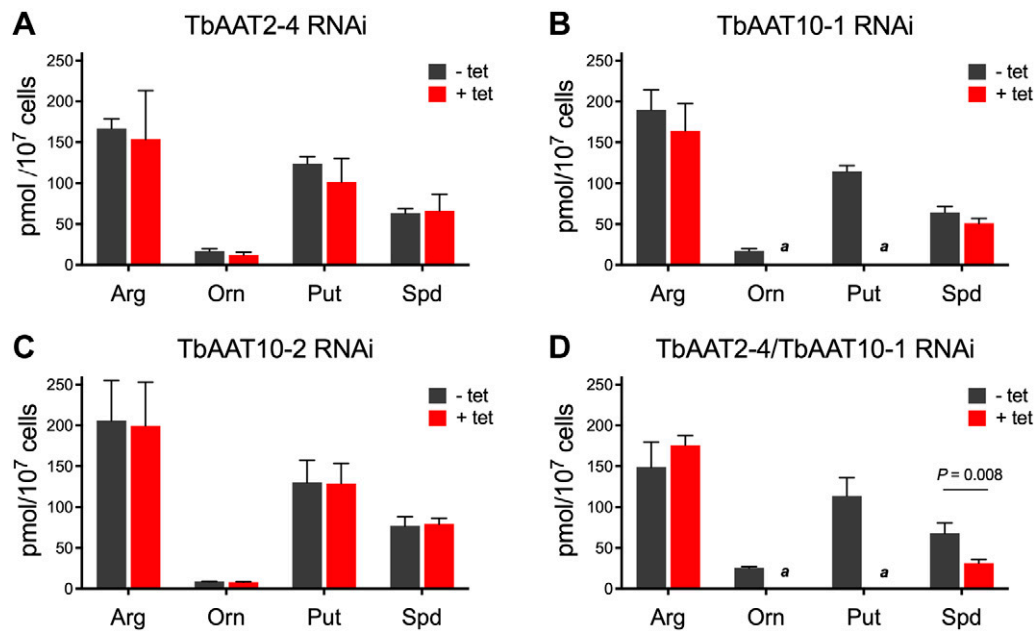 A TbAAT2-4 RNAi
pmol /10⁷ cells
250
200
150
100
50
0
- tet
+ tet
Arg Orn Put Spd
B TbAAT10-1 RNAi
pmol/10⁷ cells
250
200
150
100
50
0
- tet
+ tet
a a
Arg Orn Put Spd
C TbAAT10-2 RNAi
pmol/10⁷ cells
250
200
150
100
50
0
- tet
+ tet
Arg Orn Put Spd
D TbAAT2-4/TbAAT10-1 RNAi
pmol/10⁷ cells
250
200
150
100
50
0
- tet
+ tet
P = 0.008
a a
Arg Orn Put Spd